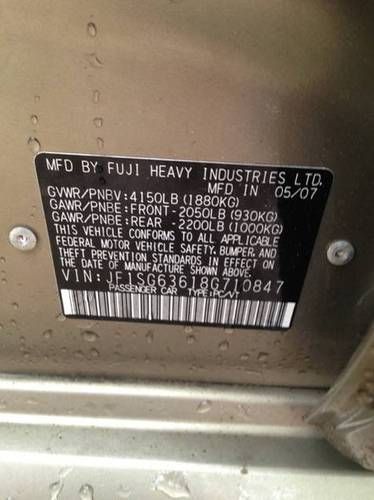 MFD BY FUJI HEAVY INDUSTRIES LTD.
MFD IN 05/07
GVWR/PNBV:4150LB(1880KG)
GAWR/PNBE:FRONT-2050LB(930KG)
GAWR/PNBE:REAR -2200LB(1000KG)
THIS VEHICLE CONFORMS TO ALL APPLICABLE
FEDERAL MOTOR VEHICLE SAFETY, BUMPER, AND
THEFT PREVENTION STANDARDS IN EFFECT ON
THE DATE OF MANUFACTURE SHOWN ABOVE.
VIN:JF1SG63618G710847
PASSENGER CAR TYPE:PC/VT